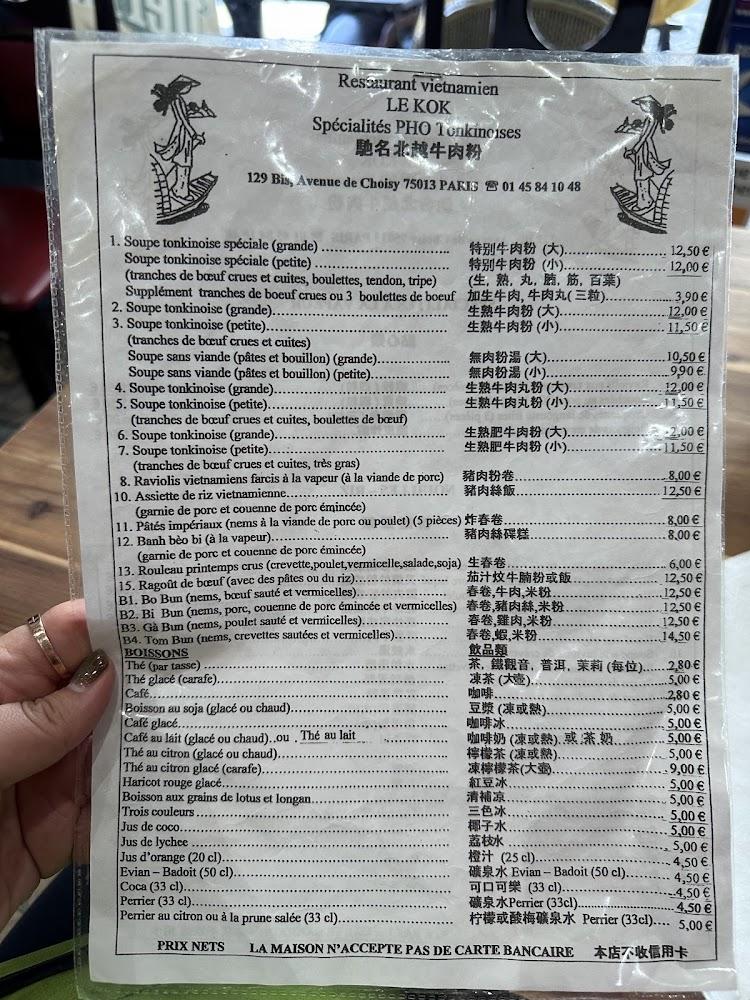 Restaurant vietnamien
LE KOK
Spécialités PHO Tonkinoises
馳名北越牛肉粉
129 Bis, Avenue de Choisy 75013 PARIS ☎ 01 45 84 10 48
1. Soupe tonkinoise spéciale (grande) ........ 特别牛肉粉 (大)........ 12,50 €
Soupe tonkinoise spéciale (petite) ........ 特别牛肉粉 (小)........ 12,00 €
(tranches de bœuf crues et cuites, boulettes, tendon, tripe) (生, 熟, 丸, 腩, 筋, 百葉)
Supplément tranches de boeuf crues ou 3 boulettes de boeuf 加生牛肉, 牛肉丸(三粒)........ 3,90 €
2. Soupe tonkinoise (grande)........ 生熟牛肉粉 (大)........ 12,00 €
3. Soupe tonkinoise (petite)........ 生熟牛肉粉 (小)........ 11,50 €
(tranches de bœuf crues et cuites)
Soupe sans viande (pâtes et bouillon) (grande)........ 無肉粉湯 (大)........ 10,50 €
Soupe sans viande (pâtes et bouillon) (petite)........ 無肉粉湯 (小)........ 9,90 €
4. Soupe tonkinoise (grande)........ 生熟牛肉丸粉 (大)........ 12,00 €
5. Soupe tonkinoise (petite)........ 生熟牛肉丸粉 (小)........ 11,50 €
(tranches de bœuf crues et cuites, boulettes de bœuf)
6. Soupe tonkinoise (grande)........ 生熟肥牛肉粉 (大)........ 2,00 €
7. Soupe tonkinoise (petite)........ 生熟肥牛肉粉 (小)........ 11,50 €
(tranches de bœuf crues et cuites, très gras)
8. Raviolis vietnamiens farcis à la vapeur (à la viande de porc) 豬肉粉卷........ 8,00 €
10. Assiette de riz vietnamienne........ 豬肉絲飯........ 12,50 €
(garnie de porc et couenne de porc émincée)
11. Pâtés impériaux (nems à la viande de porc ou poulet) (5 pièces) 炸春卷........ 8,00 €
12. Banh bèo bi (à la vapeur)........ 豬肉絲碟糕........ 8,00 €
(garnie de porc et couenne de porc émincée)
13. Rouleau printemps crus (crevette,poulet,vermicelle,salade,soja) 生春卷........ 6,00 €
15. Ragoût de bœuf (avec des pâtes ou du riz)........ 茄汁炆牛腩粉或飯........ 12,50 €
B1. Bo Bun (nems, bœuf sauté et vermicelles)........ 春卷,牛肉,米粉........ 12,50 €
B2. Bi Bun (nems, porc, couenne de porc émincée et vermicelles) 春卷,豬肉絲,米粉........ 12,50 €
B3. Gà Bun (nems, poulet sauté et vermicelles)........ 春卷,雞肉,米粉........ 12,50 €
B4. Tom Bun (nems, crevettes sautées et vermicelles)........ 春卷,蝦,米粉........ 14,50 €
BOISSONS 飲品類
Thé (par tasse) ........ 茶, 鐵觀音, 普洱, 茉莉 (每位)... 2,80 €
Thé glacé (carafe)........ 凍茶 (大壺)........ 5,00 €
Café........ 咖啡........ 2,80 €
Boisson au soja (glacé ou chaud)........ 豆漿 (凍或熱)........ 5,00 €
Café glacé........ 咖啡冰........ 5,00 €
Café au lait (glacé ou chaud)..ou Thé au lait ........ 咖啡奶 (凍或熱) 或 茶 奶........ 5,00 €
Thé au citron (glacé ou chaud)........ 檸檬茶 (凍或熱)........ 5,00 €
Thé au citron glacé (carafe)........ 凍檸檬茶(大壺)........ 9,00 €
Haricot rouge glacé........ 紅豆冰........ 5,00 €
Boisson aux grains de lotus et longan........ 清補凉........ 5,00 €
Trois couleurs........ 三色冰........ 5,00 €
Jus de coco........ 椰子水........ 5,00 €
Jus de lychee........ 荔枝水........ 5,00 €
Jus d'orange (20 cl)........ 橙汁 (25 cl)........ 4,50 €
Evian – Badoit (50 cl)........ 礦泉水 Evian – Badoit (50 cl)........ 4,50 €
Coca (33 cl)........ 可口可樂 (33 cl)........ 4,50 €
Perrier (33 cl)........ 礦泉水Perrier (33cl)........ 4,50 €
Perrier au citron ou à la prune salée (33 cl)........ 柠檬或酸梅礦泉水 Perrier (33cl).... 5,00 €
PRIX NETS LA MAISON N'ACCEPTE PAS DE CARTE BANCAIRE 本店不收信用卡